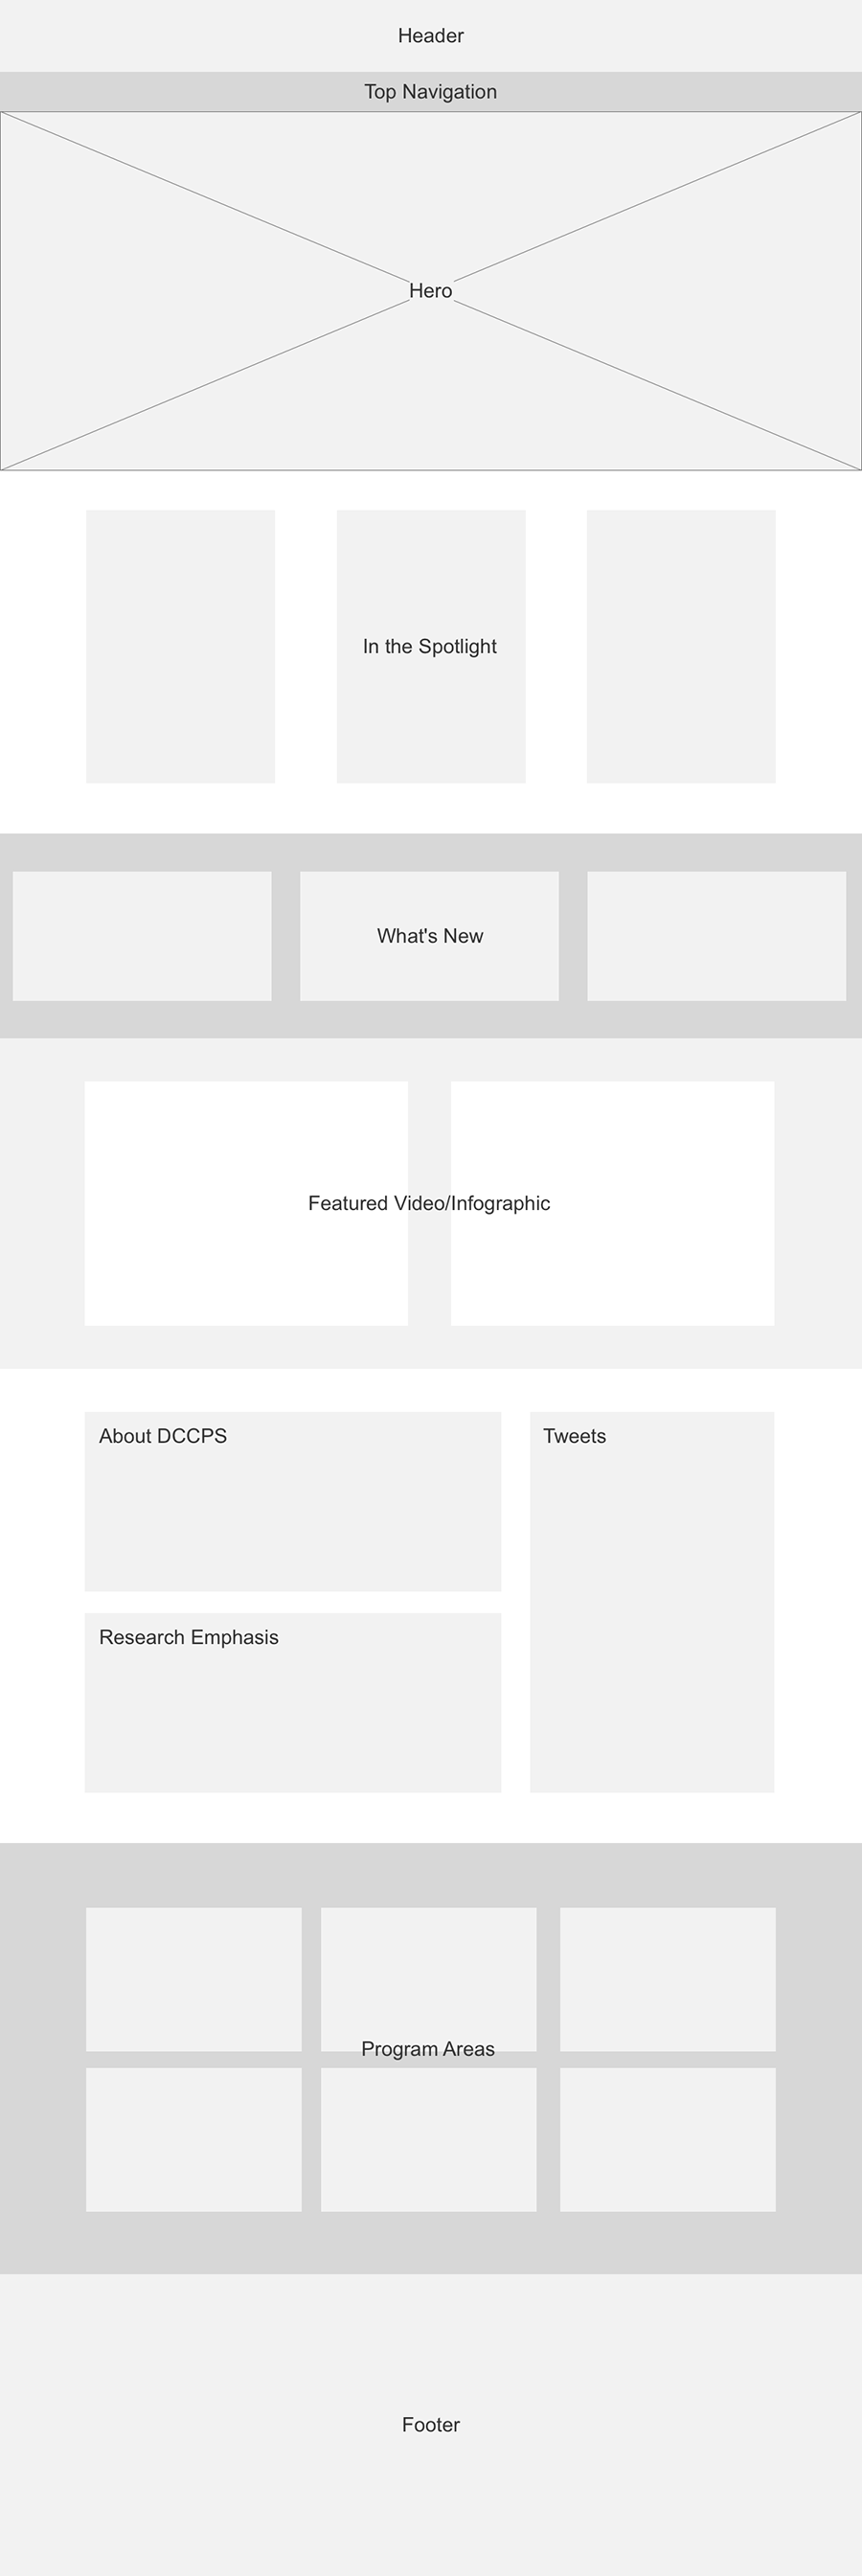 Header
Top Navigation
Hero
In the Spotlight
What's New
Featured Video/Infographic
About DCCPS
Tweets
Research Emphasis
Program Areas
Footer